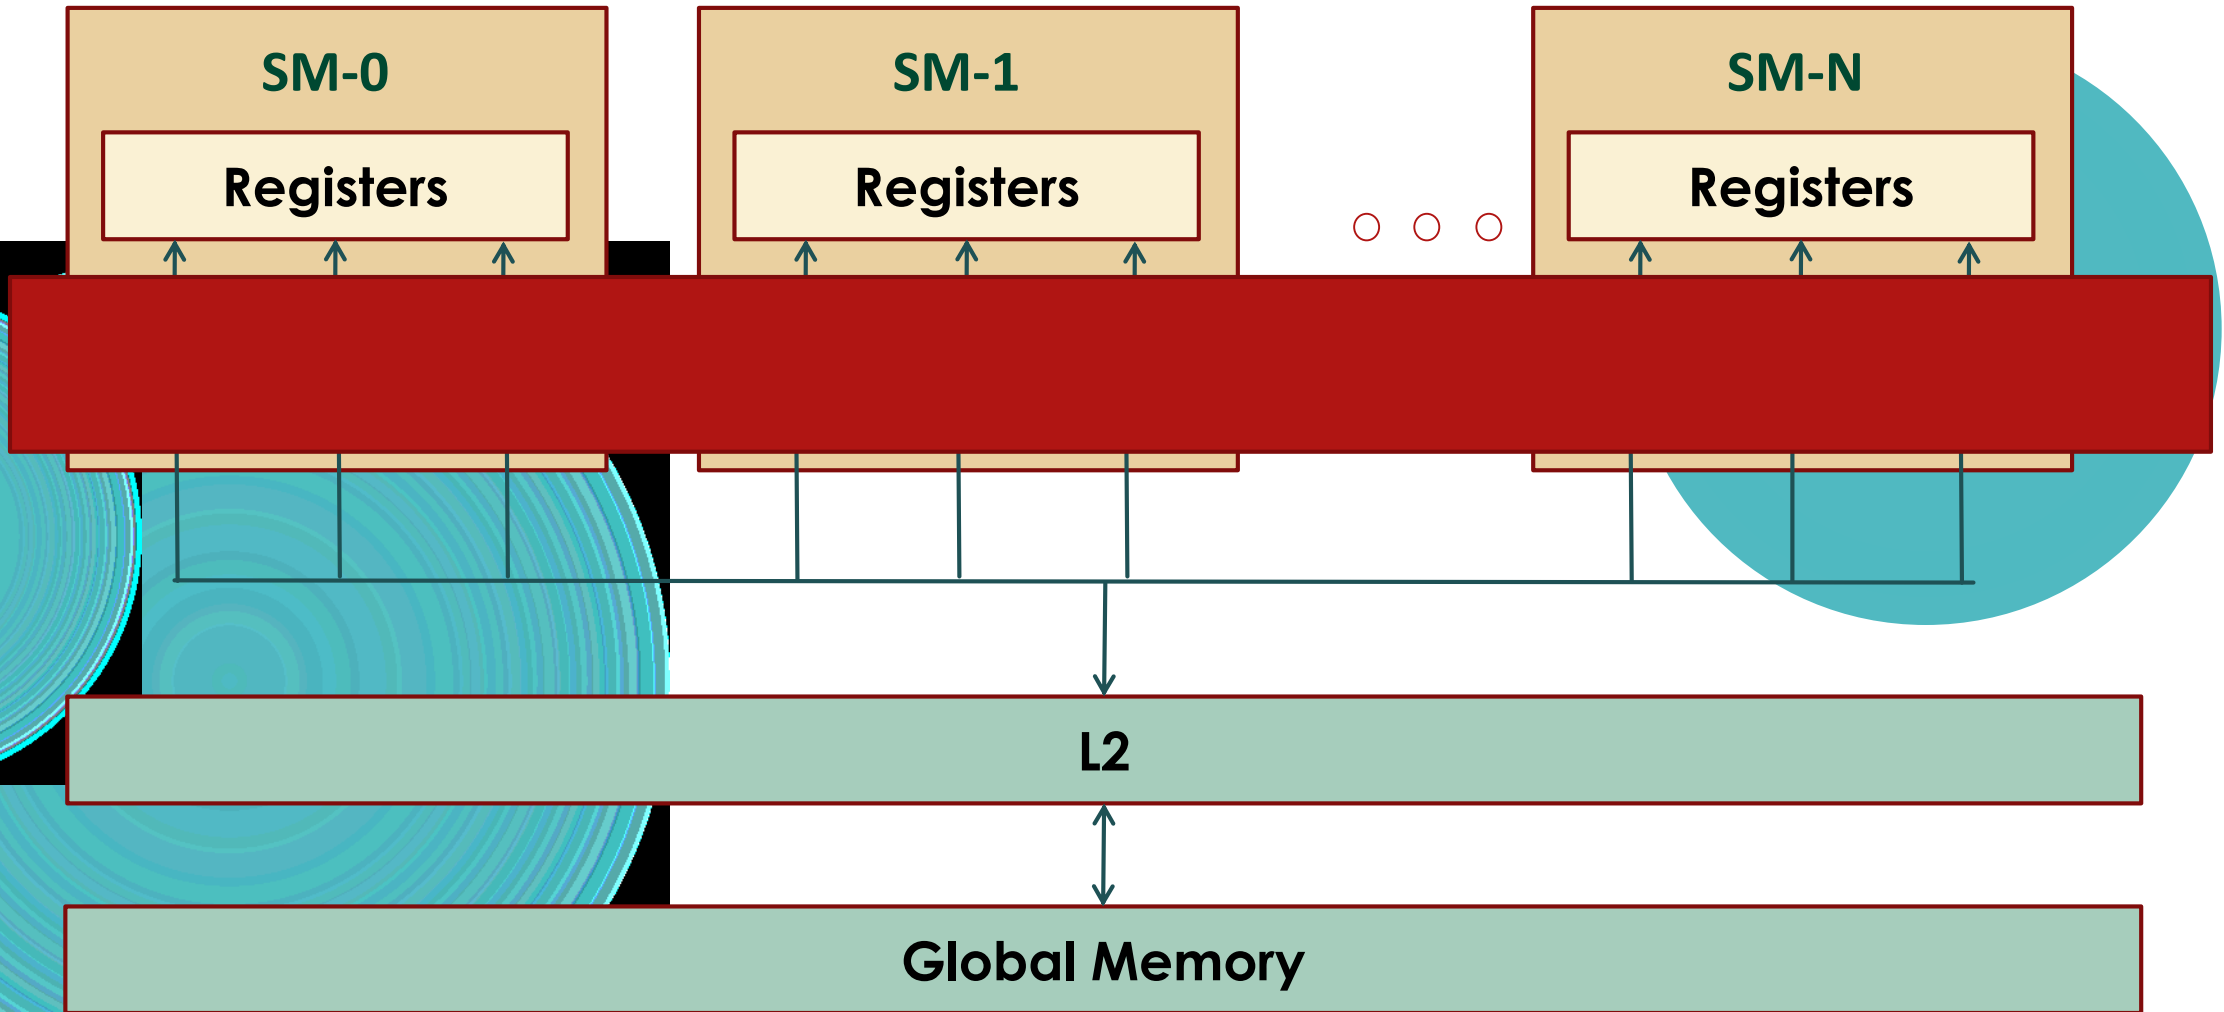 SM-0
SM-1
SM-N
Registers
Registers
Registers
L2
Global Memory